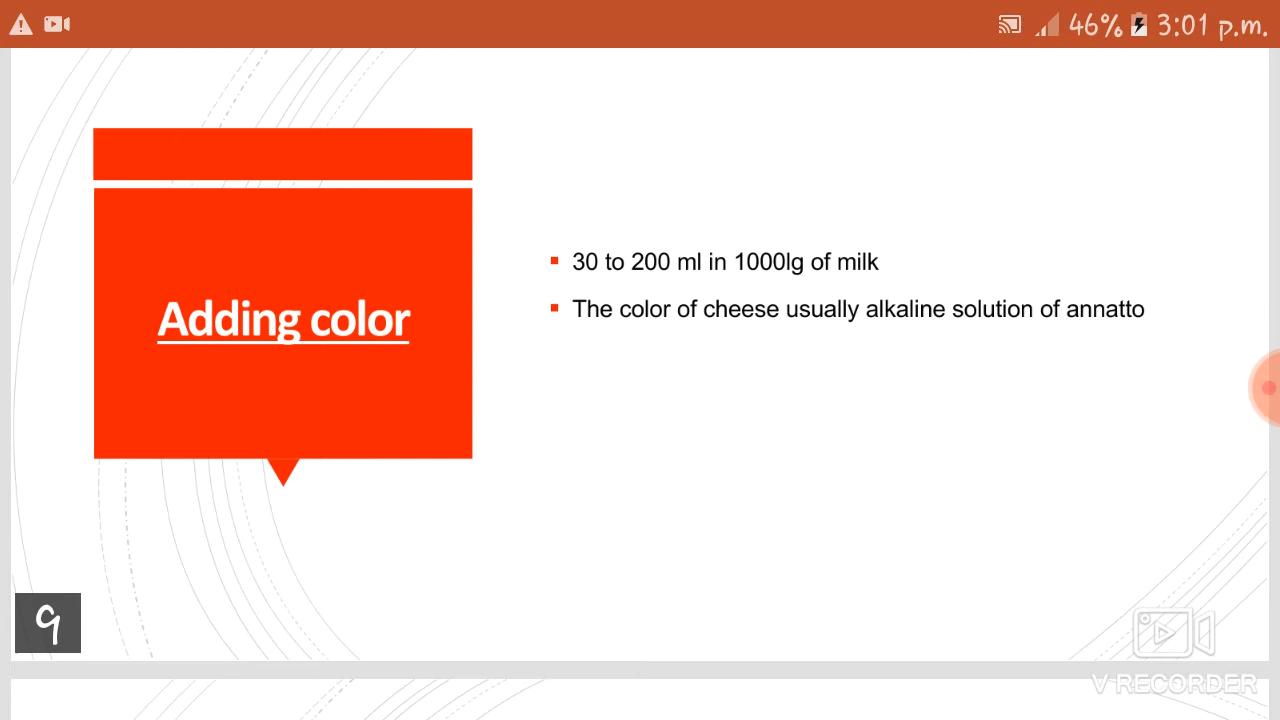 46% 3:01 p.m.
Adding color
30 to 200 ml in 1000lg of milk
The color of cheese usually alkaline solution of annatto
9
V RECORDER